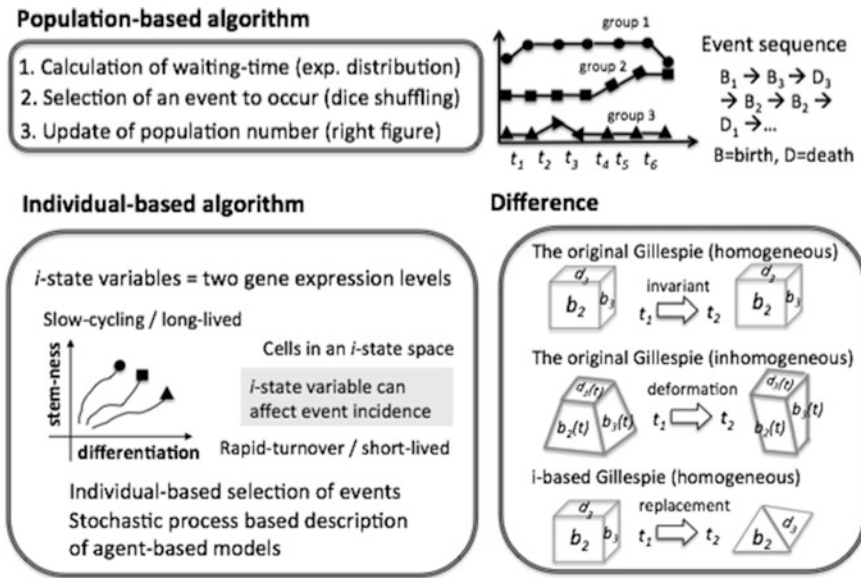 Population-based algorithm
1. Calculation of waiting-time (exp. distribution)
2. Selection of an event to occur (dice shuffling)
3. Update of population number (right figure)
group 1
group 2
group 3
t₁ t₂ t₃ t₄ t₅ t₆
Event sequence
B₁ → B₃ → D₃
→ B₂ → B₂ →
D₁ →...
B=birth, D=death
Individual-based algorithm
i-state variables = two gene expression levels
Slow-cycling / long-lived
stem-ness
differentiation
Cells in an i-state space
i-state variable can
affect event incidence
Rapid-turnover / short-lived
Individual-based selection of events
Stochastic process based description
of agent-based models
Difference
The original Gillespie (homogeneous)
d₃ b₂ b₃
invariant
t₁ t₂
d₃ b₂ b₃
The original Gillespie (inhomogeneous)
d₃(t) b₂(t) b₃(t)
deformation
t₁ t₂
d₃(t) b₂(t) b₃(t)
i-based Gillespie (homogeneous)
d₃ b₂ b₃
replacement
t₁ t₂
b₂ d₃